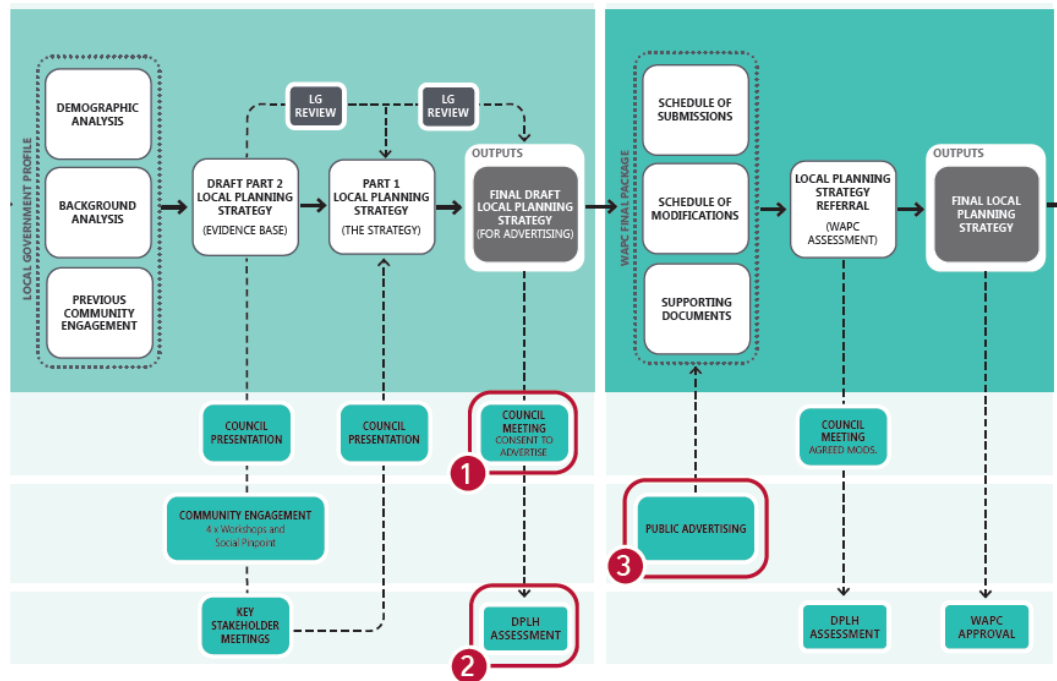 LOCAL GOVERNMENT PROFILE
DEMOGRAPHIC
ANALYSIS
BACKGROUND
ANALYSIS
PREVIOUS
COMMUNITY
ENGAGEMENT
LG
REVIEW
LG
REVIEW
DRAFT PART 2
LOCAL PLANNING
STRATEGY
(EVIDENCE BASE)
PART 1
LOCAL PLANNING
STRATEGY
(THE STRATEGY)
OUTPUTS
FINAL DRAFT
LOCAL PLANNING
STRATEGY
(FOR ADVERTISING)
WAPC FINAL PACKAGE
SCHEDULE OF
SUBMISSIONS
SCHEDULE OF
MODIFICATIONS
SUPPORTING
DOCUMENTS
LOCAL PLANNING
STRATEGY
REFERRAL
(WAPC
ASSESSMENT)
OUTPUTS
FINAL LOCAL
PLANNING
STRATEGY
COUNCIL
PRESENTATION
COUNCIL
PRESENTATION
COUNCIL
MEETING
CONSENT TO
ADVERTISE
1
COUNCIL
MEETING
AGREED MODS.
COMMUNITY ENGAGEMENT
4 x Workshops and
Social Pinpoint
PUBLIC ADVERTISING
3
KEY
STAKEHOLDER
MEETINGS
DPLH
ASSESSMENT
2
DPLH
ASSESSMENT
WAPC
APPROVAL